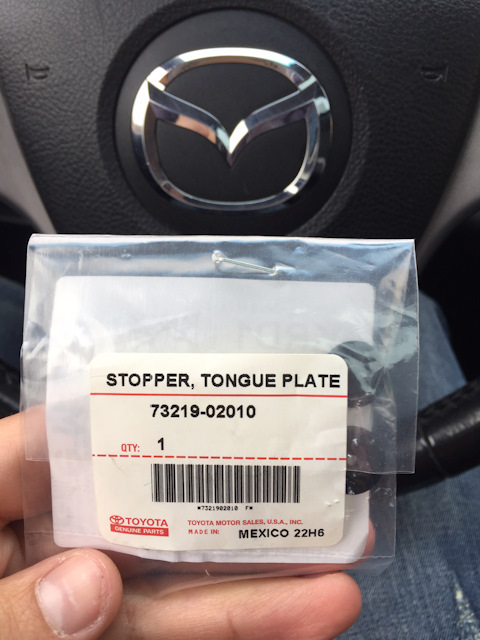 STOPPER, TONGUE PLATE
73219-02010
QTY: 1
*7321902010 F*
TOYOTA
GENUINE PARTS
TOYOTA MOTOR SALES, U.S.A., INC.
MADE IN: MEXICO 22H6